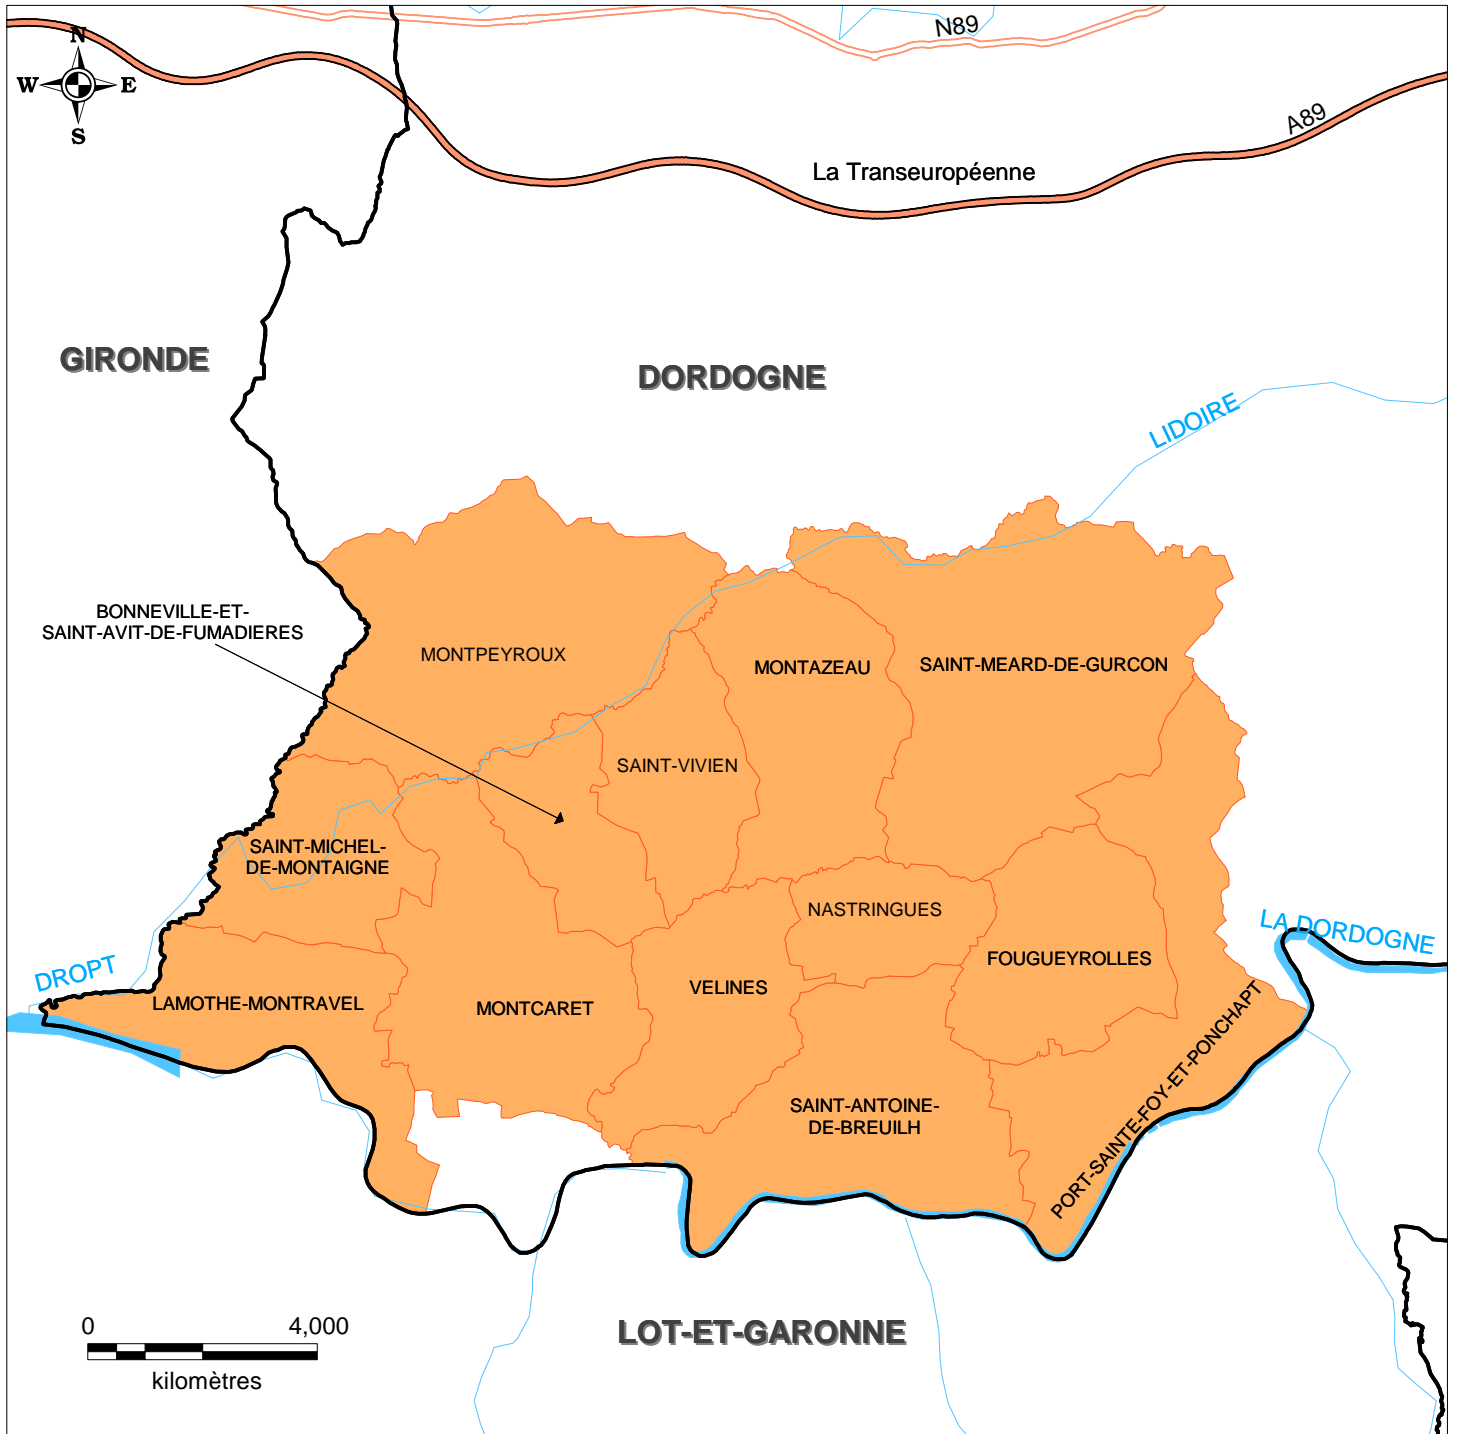 N89
N
W E
S
A89
La Transeuropéenne
GIRONDE
DORDOGNE
LIDOIRE
BONNEVILLE-ET-
SAINT-AVIT-DE-FUMADIERES
MONTPEYROUX
MONTAZEAU
SAINT-MEARD-DE-GURCON
SAINT-VIVIEN
SAINT-MICHEL-
DE-MONTAIGNE
NASTRINGUES
LA DORDOGNE
FOUGUEYROLLES
DROPT
VELINES
LAMOTHE-MONTRAVEL
MONTCARET
PORT-SAINTE-FOY-ET-PONCHAPT
SAINT-ANTOINE-
DE-BREUILH
0 4,000
kilomètres
LOT-ET-GARONNE